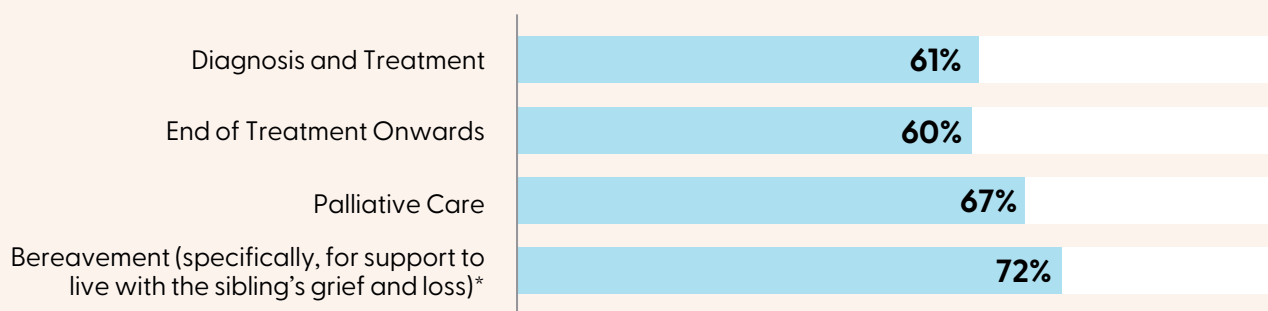 Diagnosis and Treatment 61%
End of Treatment Onwards 60%
Palliative Care 67%
Bereavement (specifically, for support to
live with the sibling's grief and loss)* 72%